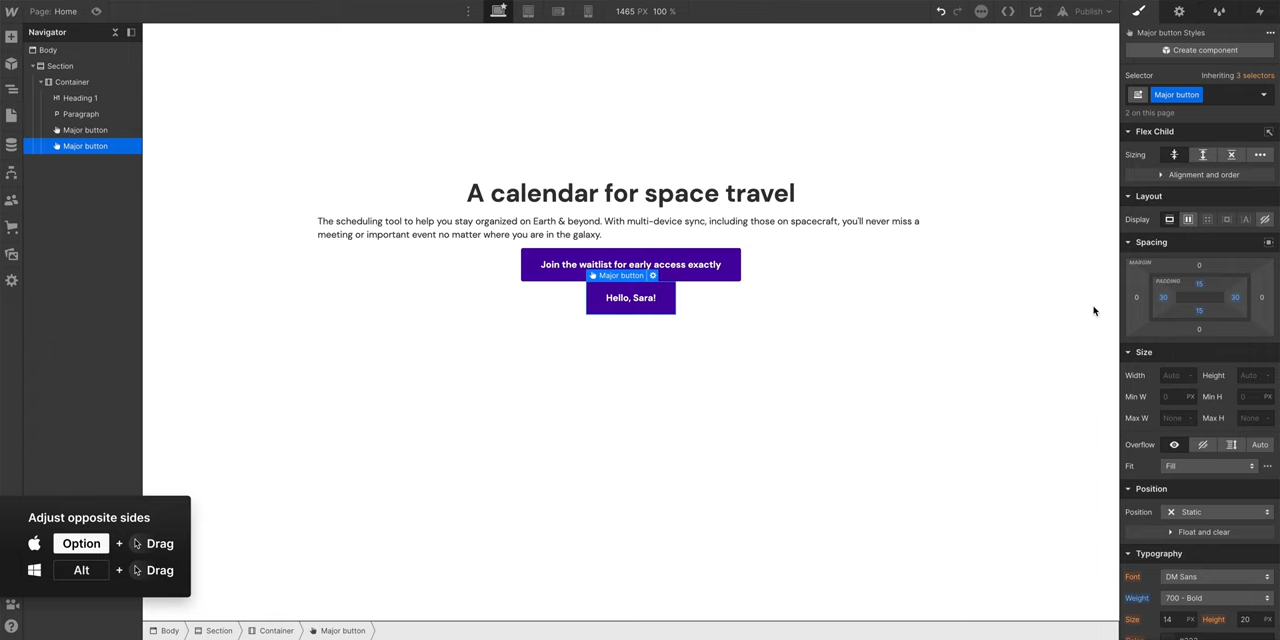 Page: Home
1465 PX 100 %
Publish
Navigator
Body
Section
Container
H1 Heading 1
P Paragraph
Major button
Major button
A calendar for space travel
The scheduling tool to help you stay organized on Earth & beyond. With multi-device sync, including those on spacecraft, you'll never miss a
meeting or important event no matter where you are in the galaxy.
Join the waitlist for early access exactly
Major button
Hello, Sara!
Adjust opposite sides
Option + Drag
Alt + Drag
Body Section Container Major button
Major button Styles
Create component
Selector Inheriting 3 selectors
Major button
2 on this page
Flex Child
Sizing
Alignment and order
Layout
Display A
Spacing
MARGIN 0
PADDING 15
0 30 30 0
15
0
Size
Width Auto - Height Auto -
Min W 0 PX Min H 0 PX
Max W None - Max H None -
Overflow Auto
Fit Fill
Position
Position Static
Float and clear
Typography
Font DM Sans
Weight 700 - Bold
Size 14 PX Height 20 PX